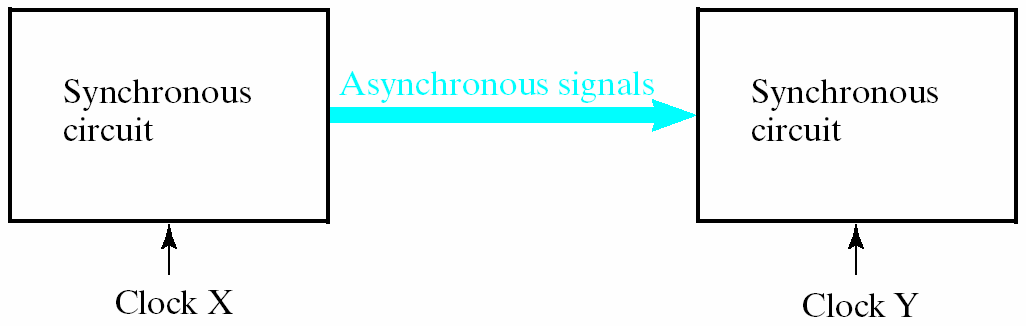 Synchronous
circuit
Asynchronous signals
Synchronous
circuit
Clock X
Clock Y